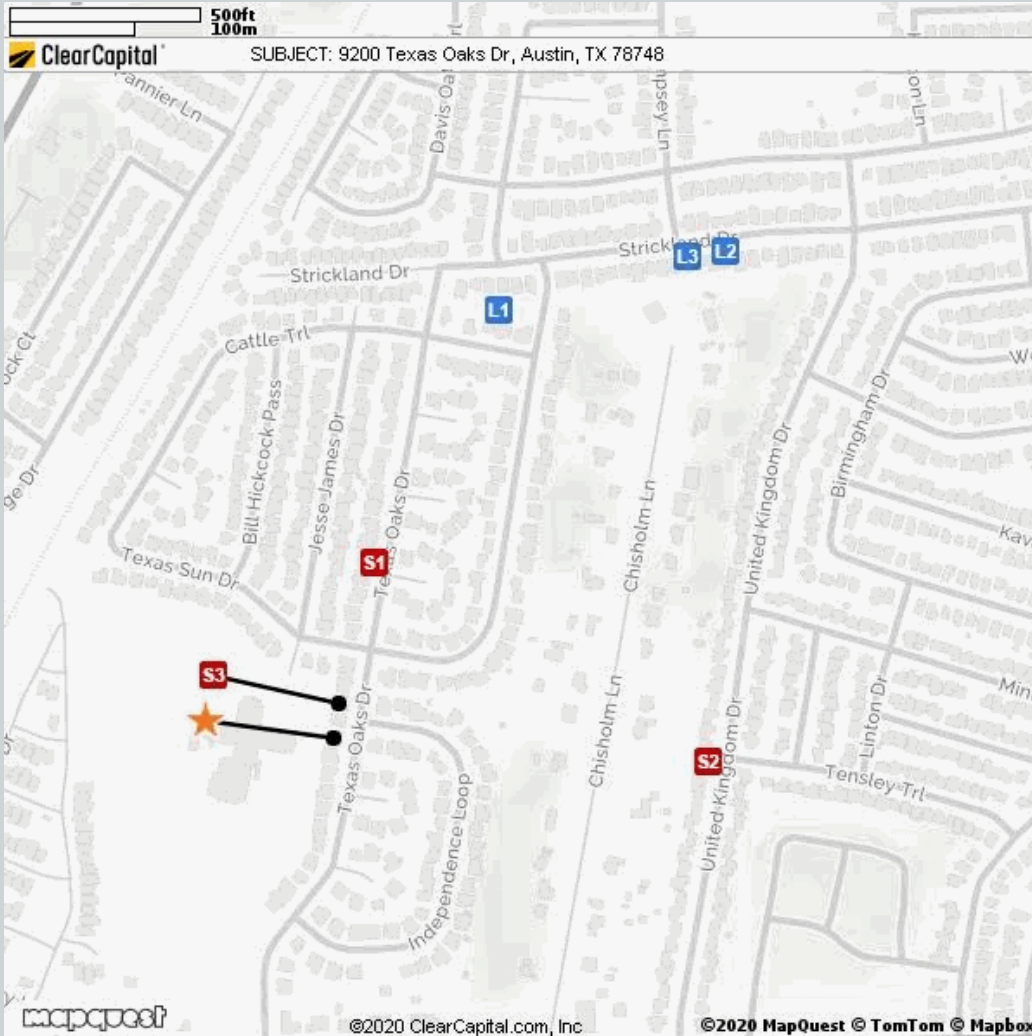 500ft
100m
ClearCapital
SUBJECT: 9200 Texas Oaks Dr, Austin, TX 78748
Pannier Ln
Strickland Dr
Strickland Dr
L3
L2
L1
Cattle Trl
Bill Hickcock Pass
Jesse James Dr
Texas Oaks Dr
Chisholm Ln
United Kingdom Dr
Birmingham Dr
S1
Texas Sun Dr
S3
Texas Oaks Dr
Chisholm Ln
United Kingdom Dr
Linton Dr
S2
Tensley Trl
Independence Loop
mapquest
©2020 ClearCapital.com, Inc
©2020 MapQuest © TomTom © Mapbo